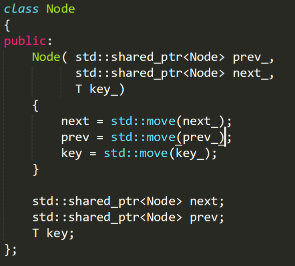 class Node
{
public:
    Node( std::shared_ptr<Node> prev_,
          std::shared_ptr<Node> next_,
          T key_)
    {
        next = std::move(next_);
        prev = std::move(prev_);
        key = std::move(key_);
    }

    std::shared_ptr<Node> next;
    std::shared_ptr<Node> prev;
    T key;
};